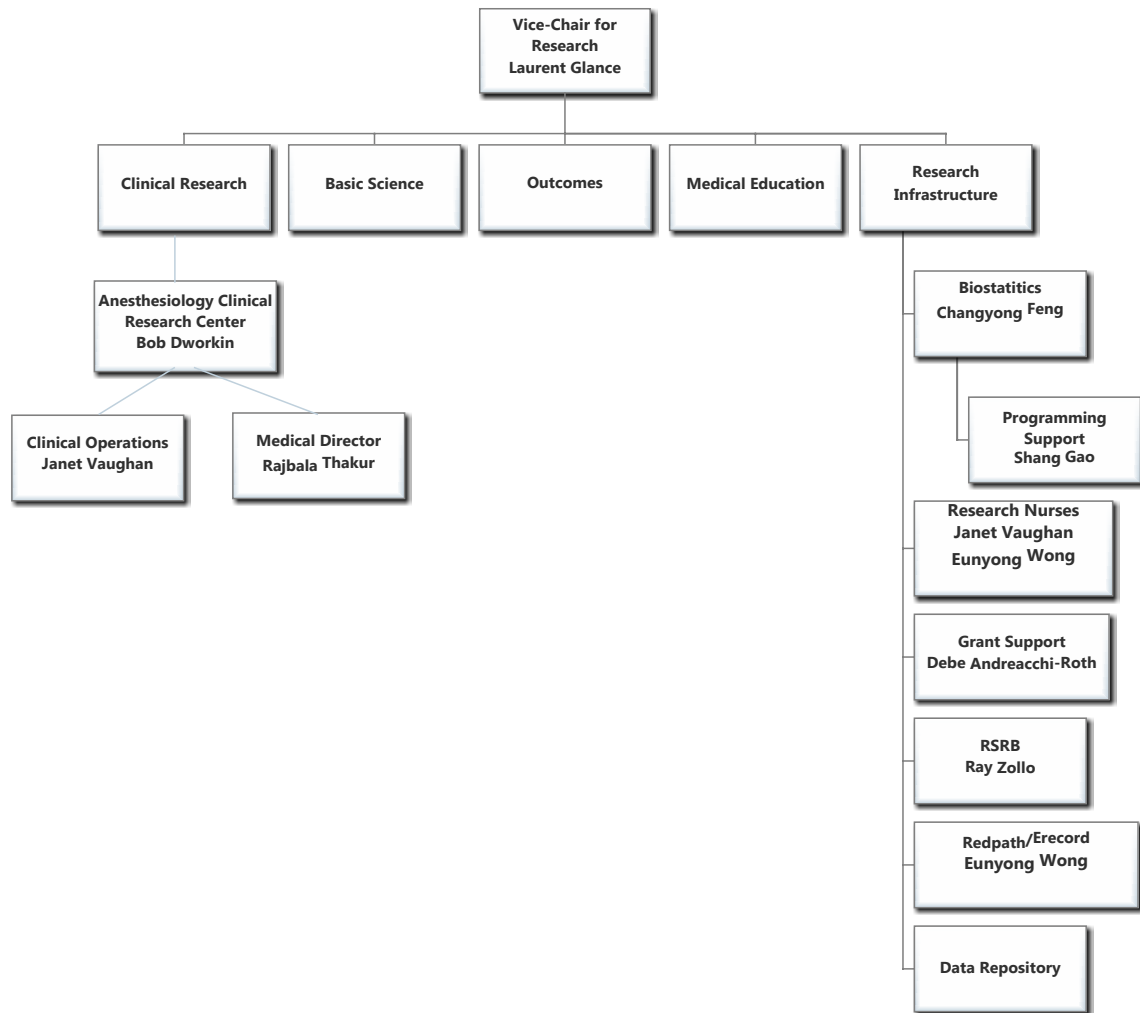 Vice-Chair for
Research
Laurent Glance
Clinical Research
Basic Science
Outcomes
Medical Education
Research
Infrastructure
Anesthesiology Clinical
Research Center
Bob Dworkin
Clinical Operations
Janet Vaughan
Medical Director
Rajbala Thakur
Biostatitics
Changyong Feng
Programming
Support
Shang Gao
Research Nurses
Janet Vaughan
Eunyong Wong
Grant Support
Debe Andreacchi-Roth
RSRB
Ray Zollo
Redpath/Erecord
Eunyong Wong
Data Repository